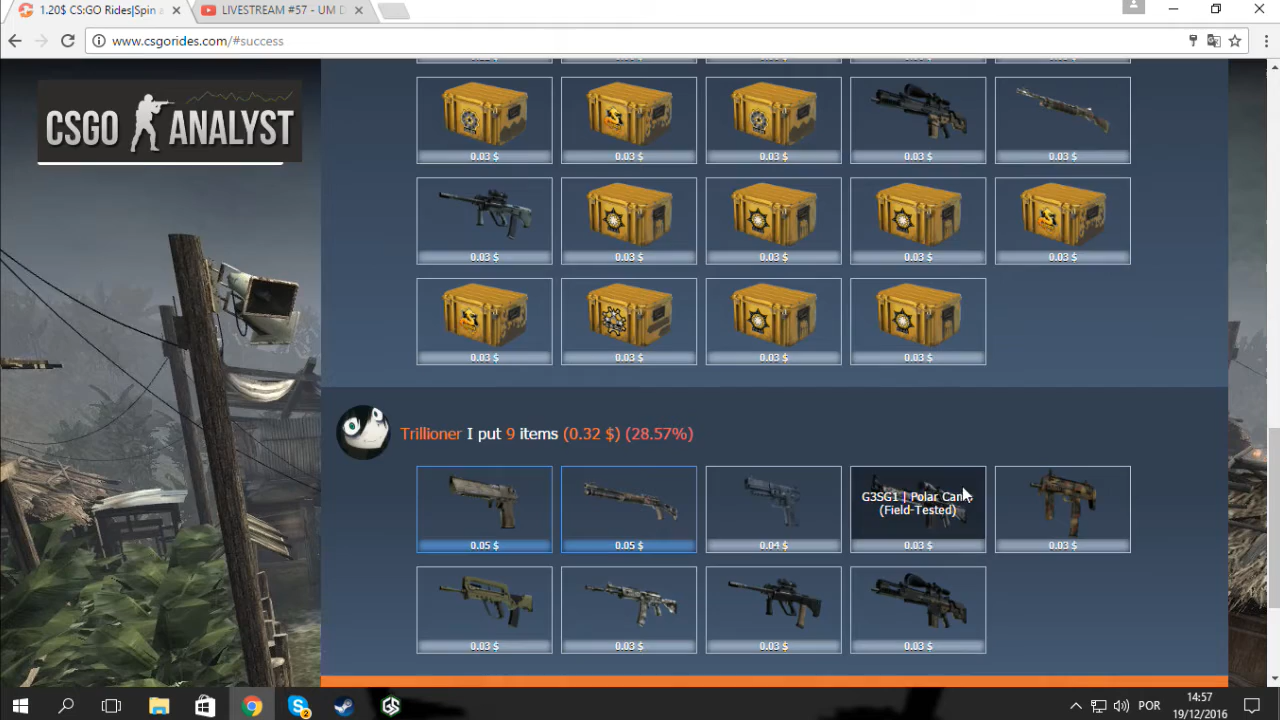 1.20$ CS:GO Rides|Spin a
LIVESTREAM #57 - UM D
www.csgorides.com/#success
CSGO ANALYST
0.03 $ 0.03 $ 0.03 $ 0.03 $ 0.03 $
0.03 $ 0.03 $ 0.03 $ 0.03 $ 0.03 $
0.03 $ 0.03 $ 0.03 $ 0.03 $
Trillioner I put 9 items (0.32 $) (28.57%)
G3SG1 | Polar Cam
(Field-Tested)
0.05 $ 0.05 $ 0.04 $ 0.03 $ 0.03 $
0.03 $ 0.03 $ 0.03 $ 0.03 $
14:57
POR
19/12/2016
2